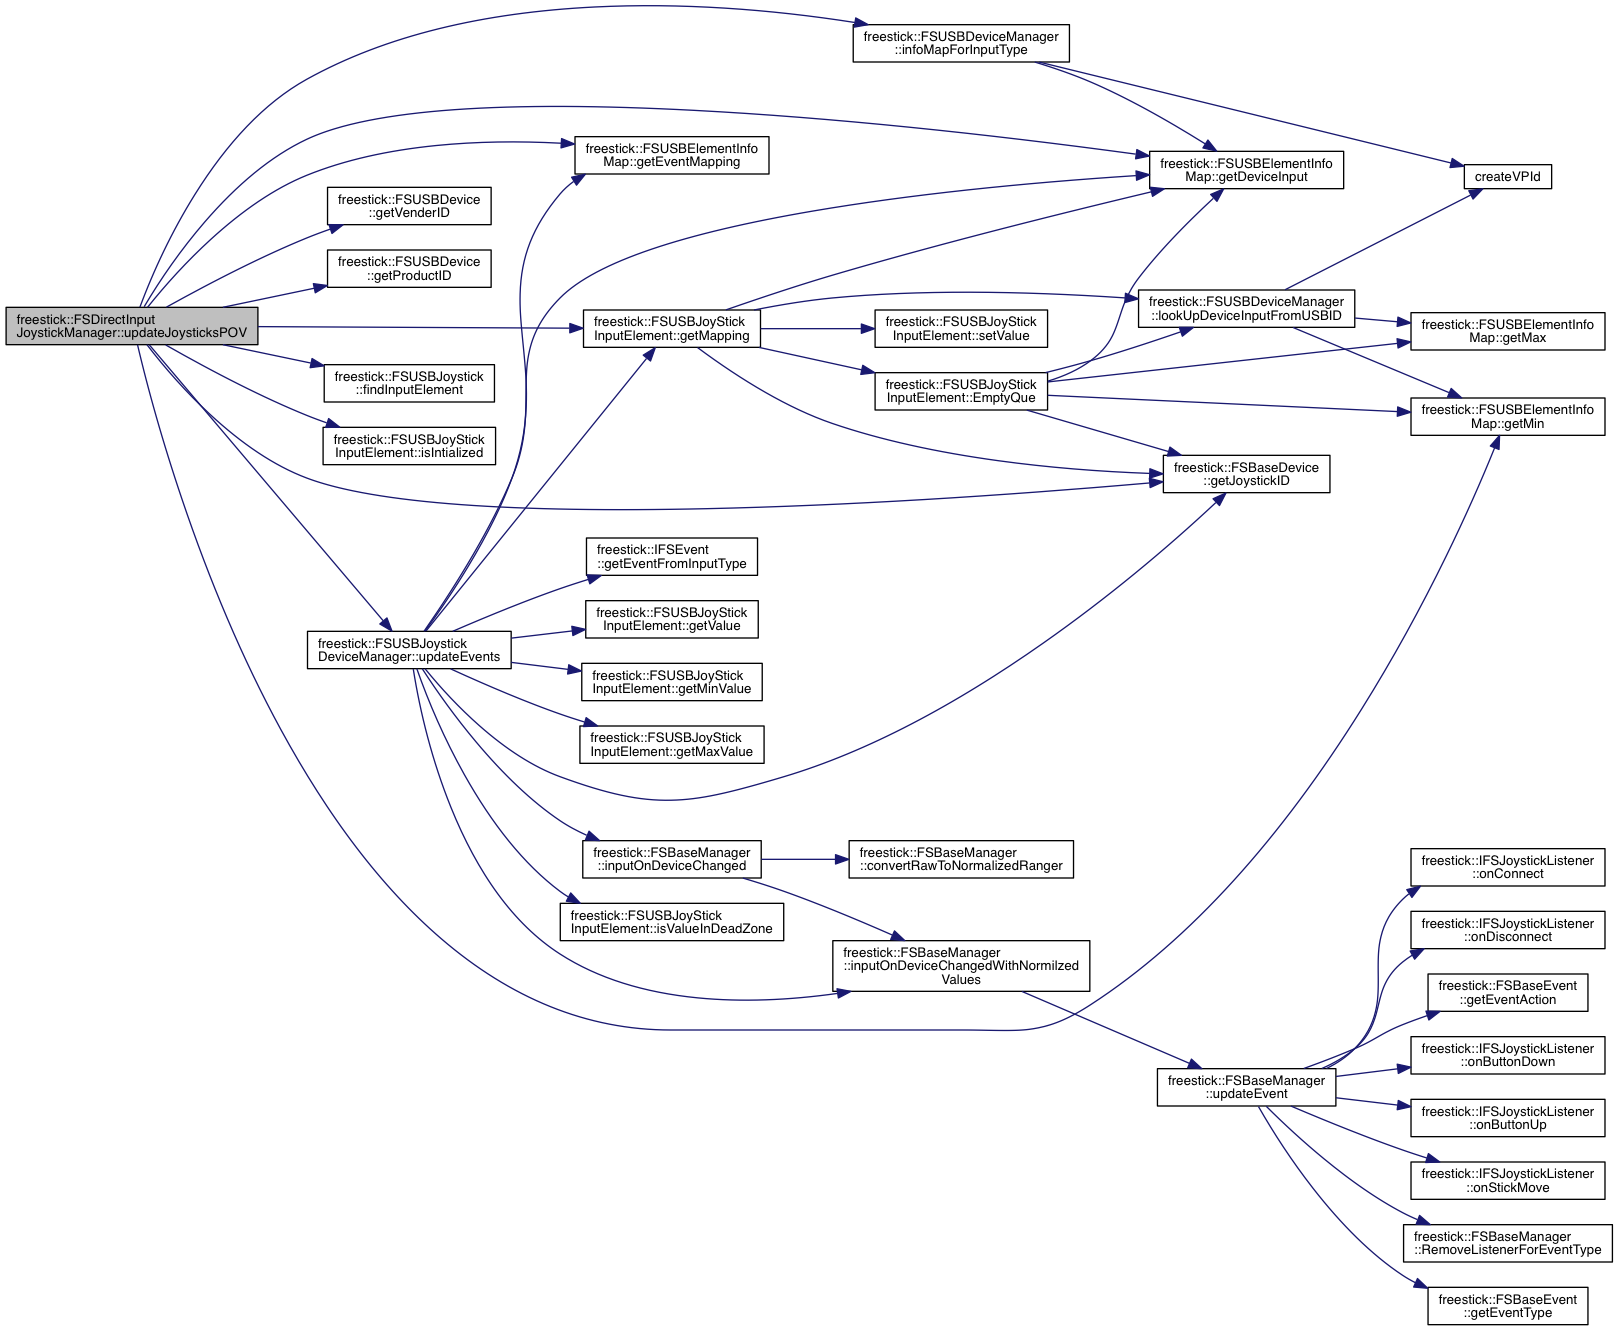 freestick::FSUSBDeviceManager
::infoMapForInputType
freestick::FSUSBElementInfo
Map::getEventMapping
freestick::FSUSBElementInfo
Map::getDeviceInput
createVPId
freestick::FSUSBDevice
::getVenderID
freestick::FSUSBDevice
::getProductID
freestick::FSDirectInput
JoystickManager::updateJoysticksPOV
freestick::FSUSBJoyStick
InputElement::getMapping
freestick::FSUSBJoyStick
InputElement::setValue
freestick::FSUSBDeviceManager
::lookUpDeviceInputFromUSBID
freestick::FSUSBElementInfo
Map::getMax
freestick::FSUSBJoystick
::findInputElement
freestick::FSUSBJoyStick
InputElement::EmptyQue
freestick::FSUSBElementInfo
Map::getMin
freestick::FSUSBJoyStick
InputElement::isIntialized
freestick::FSBaseDevice
::getJoystickID
freestick::IFSEvent
::getEventFromInputType
freestick::FSUSBJoyStick
InputElement::getValue
freestick::FSUSBJoystick
DeviceManager::updateEvents
freestick::FSUSBJoyStick
InputElement::getMinValue
freestick::FSUSBJoyStick
InputElement::getMaxValue
freestick::FSBaseManager
::inputOnDeviceChanged
freestick::FSBaseManager
::convertRawToNormalizedRanger
freestick::FSUSBJoyStick
InputElement::isValueInDeadZone
freestick::FSBaseManager
::inputOnDeviceChangedWithNormilzed
Values
freestick::IFSJoystickListener
::onConnect
freestick::IFSJoystickListener
::onDisconnect
freestick::FSBaseEvent
::getEventAction
freestick::IFSJoystickListener
::onButtonDown
freestick::FSBaseManager
::updateEvent
freestick::IFSJoystickListener
::onButtonUp
freestick::IFSJoystickListener
::onStickMove
freestick::FSBaseManager
::RemoveListenerForEventType
freestick::FSBaseEvent
::getEventType